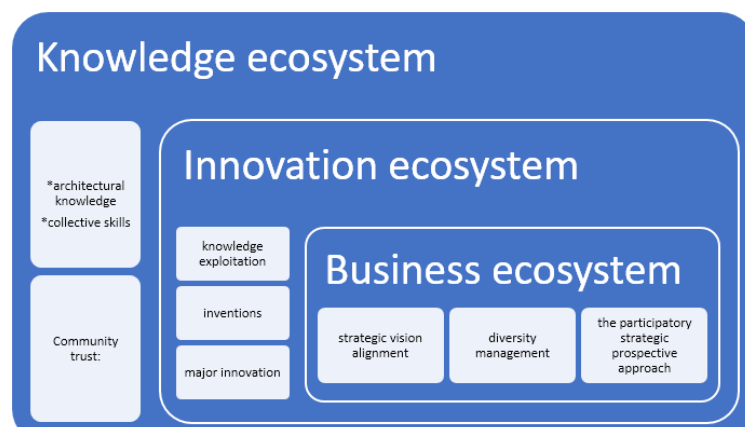 Knowledge ecosystem
*architectural
knowledge
*collective skills
Community
trust:
Innovation ecosystem
knowledge
exploitation
inventions
major innovation
Business ecosystem
strategic vision
alignment
diversity
management
the participatory
strategic
prospective
approach